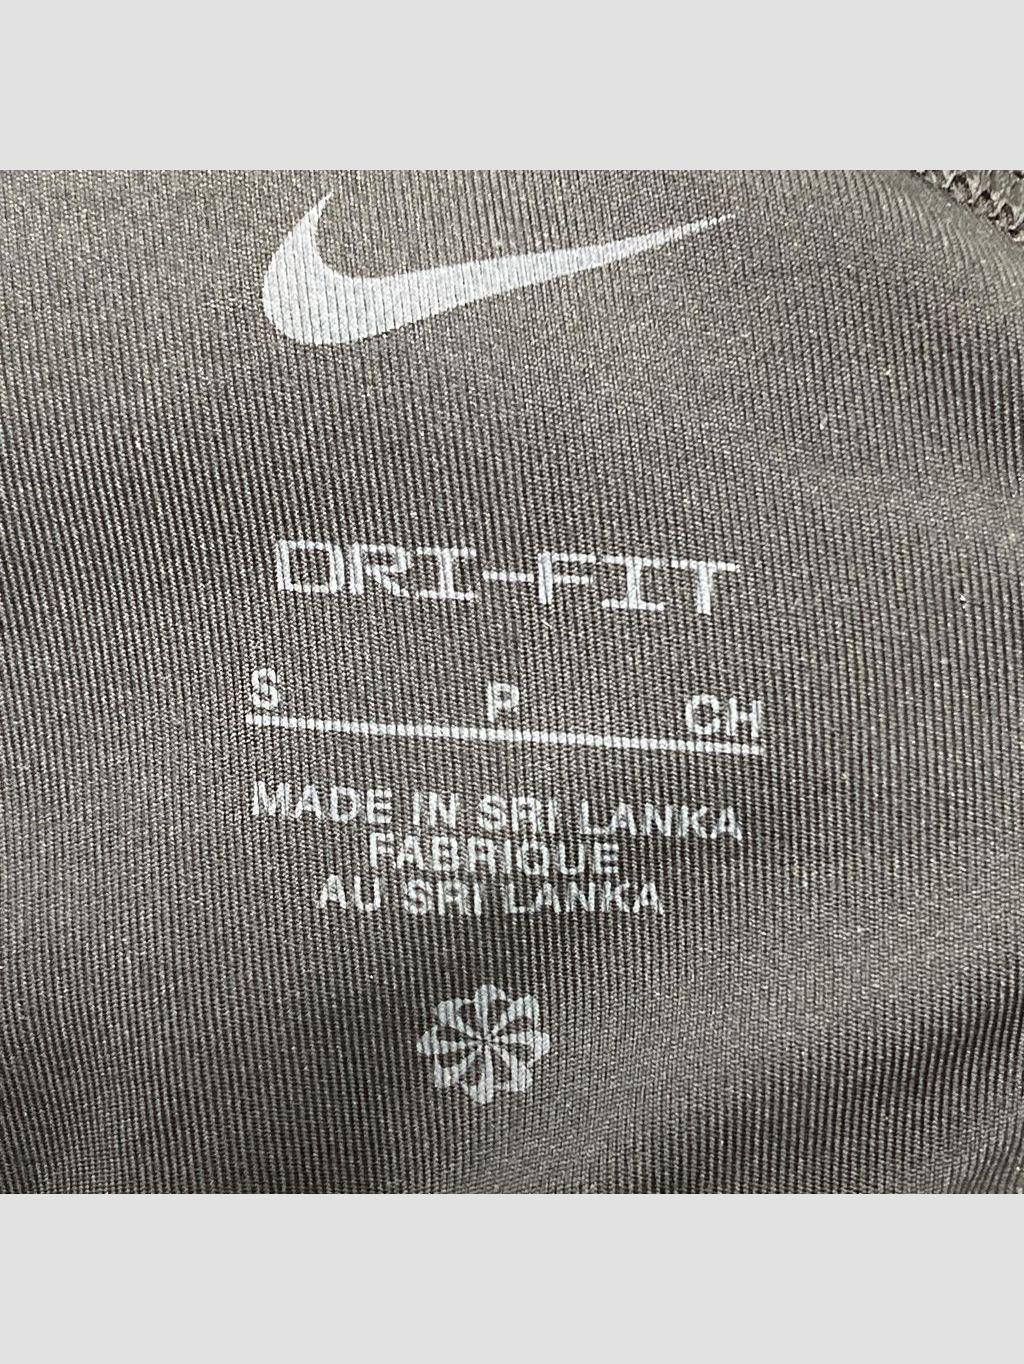 DRI-FIT
S P CH
MADE IN SRI LANKA
FABRIQUE
AU SRI LANKA